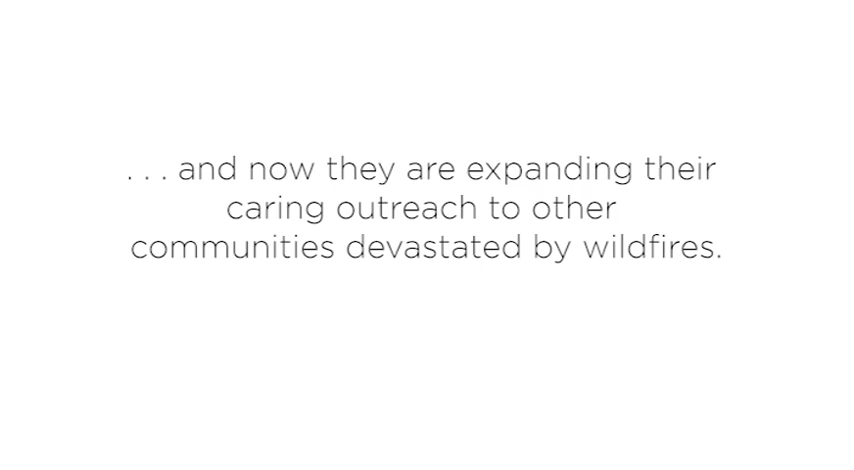 . . . and now they are expanding their
caring outreach to other
communities devastated by wildfires.